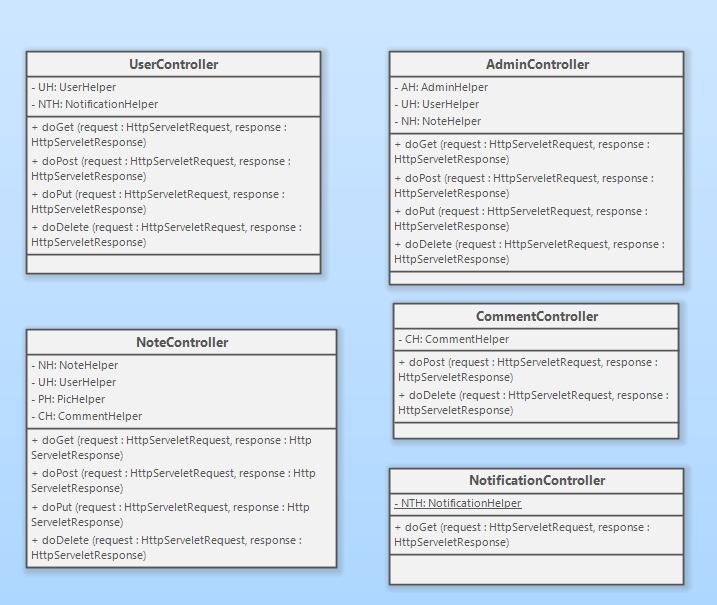 UserController
- UH: UserHelper
- NTH: NotificationHelper
+ doGet (request : HttpServeletRequest, response :
HttpServeletResponse)
+ doPost (request : HttpServeletRequest, response :
HttpServeletResponse)
+ doPut (request : HttpServeletRequest, response :
HttpServeletResponse)
+ doDelete (request : HttpServeletRequest, response :
HttpServeletResponse)
AdminController
- AH: AdminHelper
- UH: UserHelper
- NH: NoteHelper
+ doGet (request : HttpServeletRequest, response :
HttpServeletResponse)
+ doPost (request : HttpServeletRequest, response :
HttpServeletResponse)
+ doPut (request : HttpServeletRequest, response :
HttpServeletResponse)
+ doDelete (request : HttpServeletRequest, response :
HttpServeletResponse)
NoteController
- NH: NoteHelper
- UH: UserHelper
- PH: PicHelper
- CH: CommentHelper
+ doGet (request : HttpServeletRequest, response : Http
ServeletResponse)
+ doPost (request : HttpServeletRequest, response : Http
ServeletResponse)
+ doPut (request : HttpServeletRequest, response : Http
ServeletResponse)
+ doDelete (request : HttpServeletRequest, response :
HttpServeletResponse)
CommentController
- CH: CommentHelper
+ doPost (request : HttpServeletRequest, response :
HttpServeletResponse)
+ doDelete (request : HttpServeletRequest, response :
HttpServeletResponse)
NotificationController
- NTH: NotificationHelper
+ doGet (request : HttpServeletRequest, response :
HttpServeletResponse)